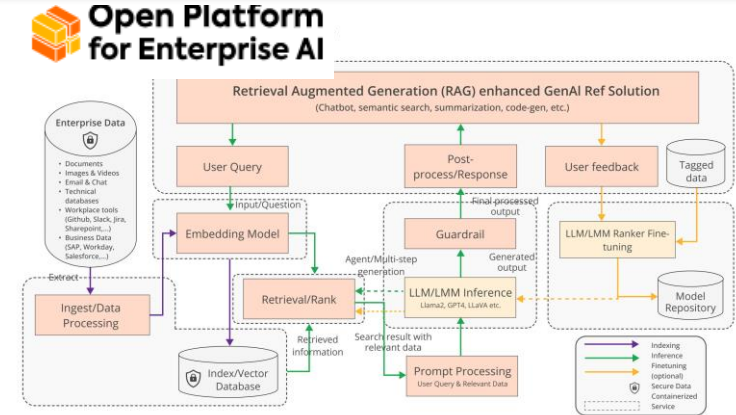 Open Platform
for Enterprise AI
Retrieval Augmented Generation (RAG) enhanced GenAI Ref Solution
(Chatbot, semantic search, summarization, code-gen, etc.)
Enterprise Data
• Documents
• Images & Videos
• Email & Chat
• Technical
databases
• Workplace tools
(Github, Slack, Jira,
Sharepoint,...)
• Business Data
(SAP, Workday,
Salesforce,...)
User Query
Post-
process/Response
User feedback
Tagged
data
Input/Question
Final processed
output
Embedding Model
Guardrail
LLM/LMM Ranker Fine-
tuning
Agent/Multi-step
generation
Generated
output
Extract
Ingest/Data
Processing
Retrieval/Rank
LLM/LMM Inference
Llama2, GPT4, LLaVA etc.
Model
Repository
Retrieved
information
Search result with
relevant data
Index/Vector
Database
Prompt Processing
User Query & Relevant Data
Indexing
Inference
Finetuning
(optional)
Secure Data
Containerized
Service